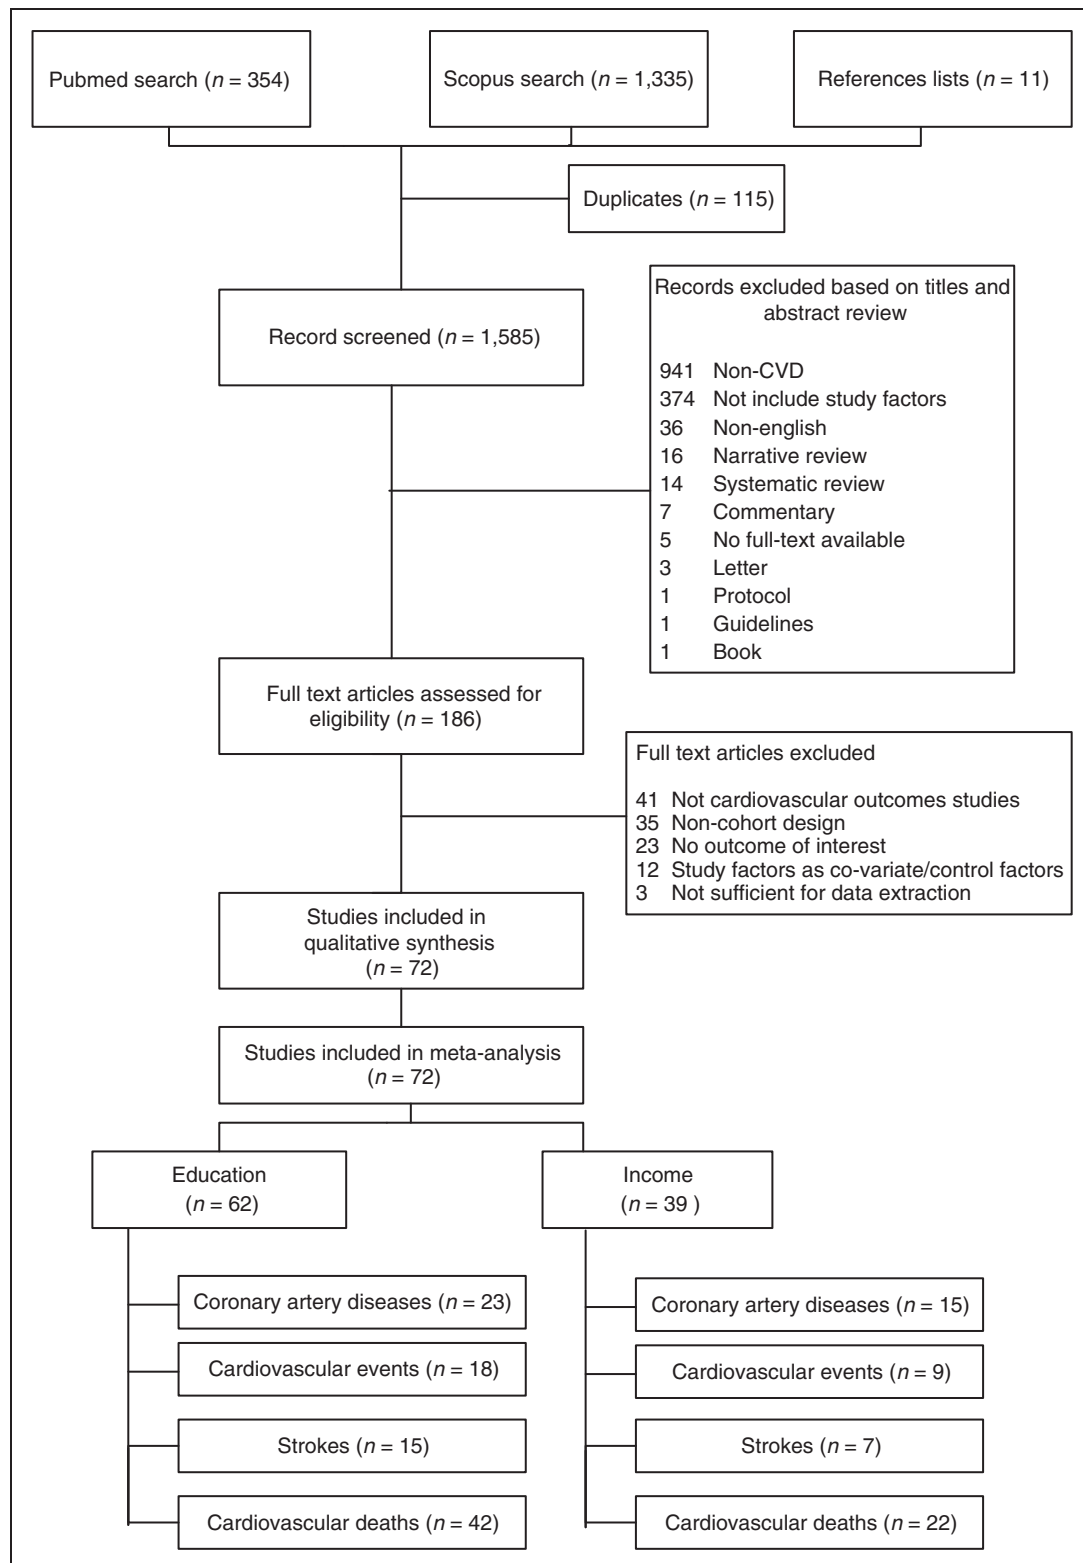 Pubmed search (n = 354)
Scopus search (n = 1,335)
References lists (n = 11)
Duplicates (n = 115)
Record screened (n = 1,585)
Records excluded based on titles and
abstract review
941 Non-CVD
374 Not include study factors
36 Non-english
16 Narrative review
14 Systematic review
7 Commentary
5 No full-text available
3 Letter
1 Protocol
1 Guidelines
1 Book
Full text articles assessed for
eligibility (n = 186)
Full text articles excluded
41 Not cardiovascular outcomes studies
35 Non-cohort design
23 No outcome of interest
12 Study factors as co-variate/control factors
3 Not sufficient for data extraction
Studies included in
qualitative synthesis
(n = 72)
Studies included in meta-analysis
(n = 72)
Education
(n = 62)
Income
(n = 39 )
Coronary artery diseases (n = 23)
Cardiovascular events (n = 18)
Strokes (n = 15)
Cardiovascular deaths (n = 42)
Coronary artery diseases (n = 15)
Cardiovascular events (n = 9)
Strokes (n = 7)
Cardiovascular deaths (n = 22)